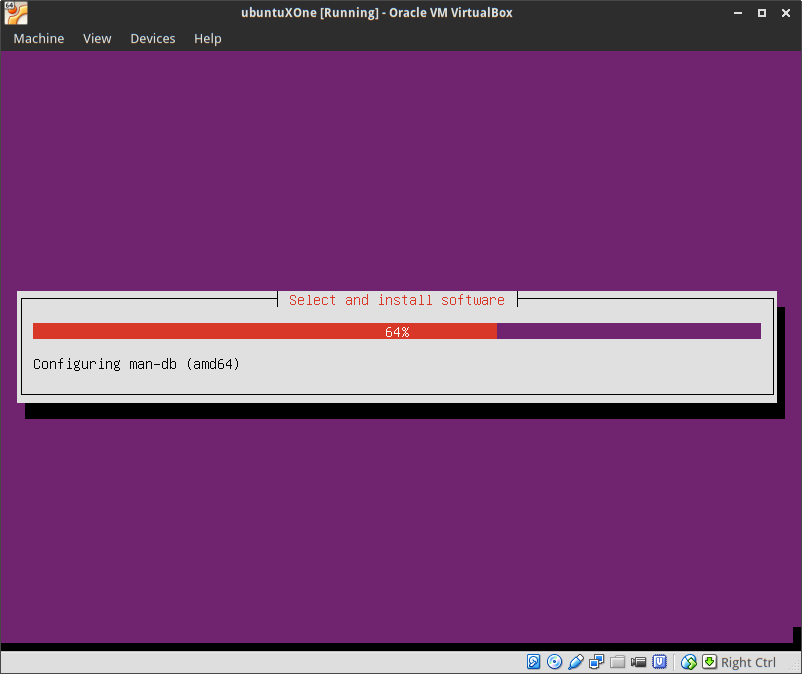 ubuntuXOne [Running] - Oracle VM VirtualBox
Machine View Devices Help
Select and install software
64%
Configuring man-db (amd64)
Right Ctrl